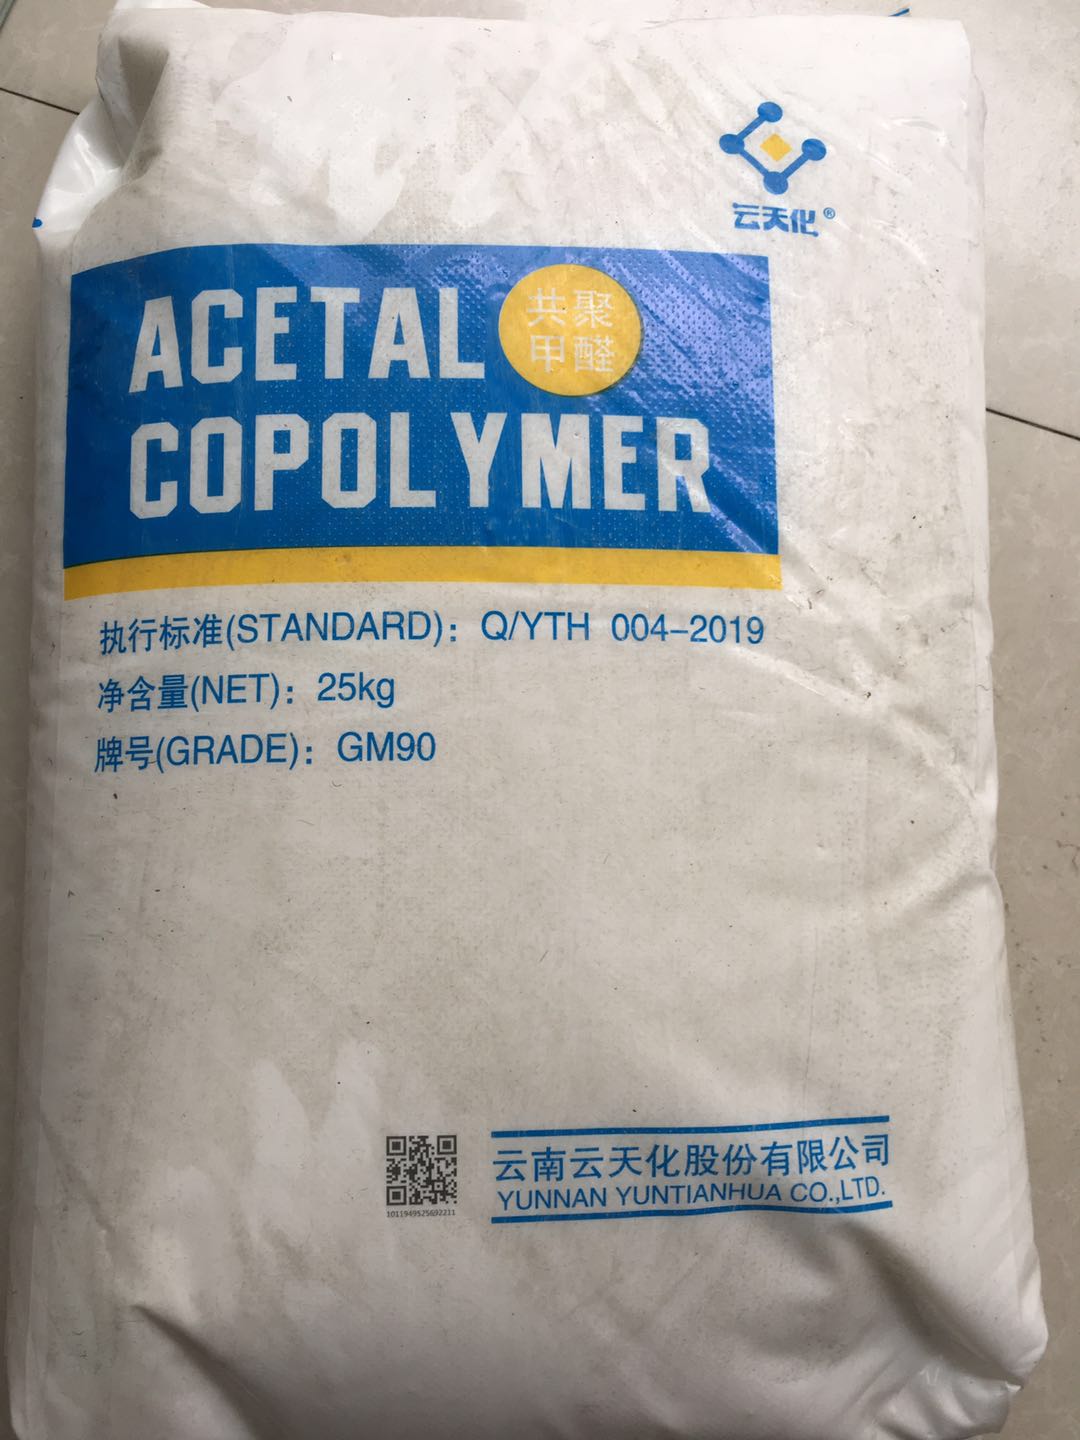 云天化®
ACETAL
共聚
甲醛
COPOLYMER
执行标准(STANDARD)：Q/YTH 004-2019
净含量(NET)：25kg
牌号(GRADE)：GM90
云南云天化股份有限公司
YUNNAN YUNTIANHUA CO.,LTD.
1011949525692211